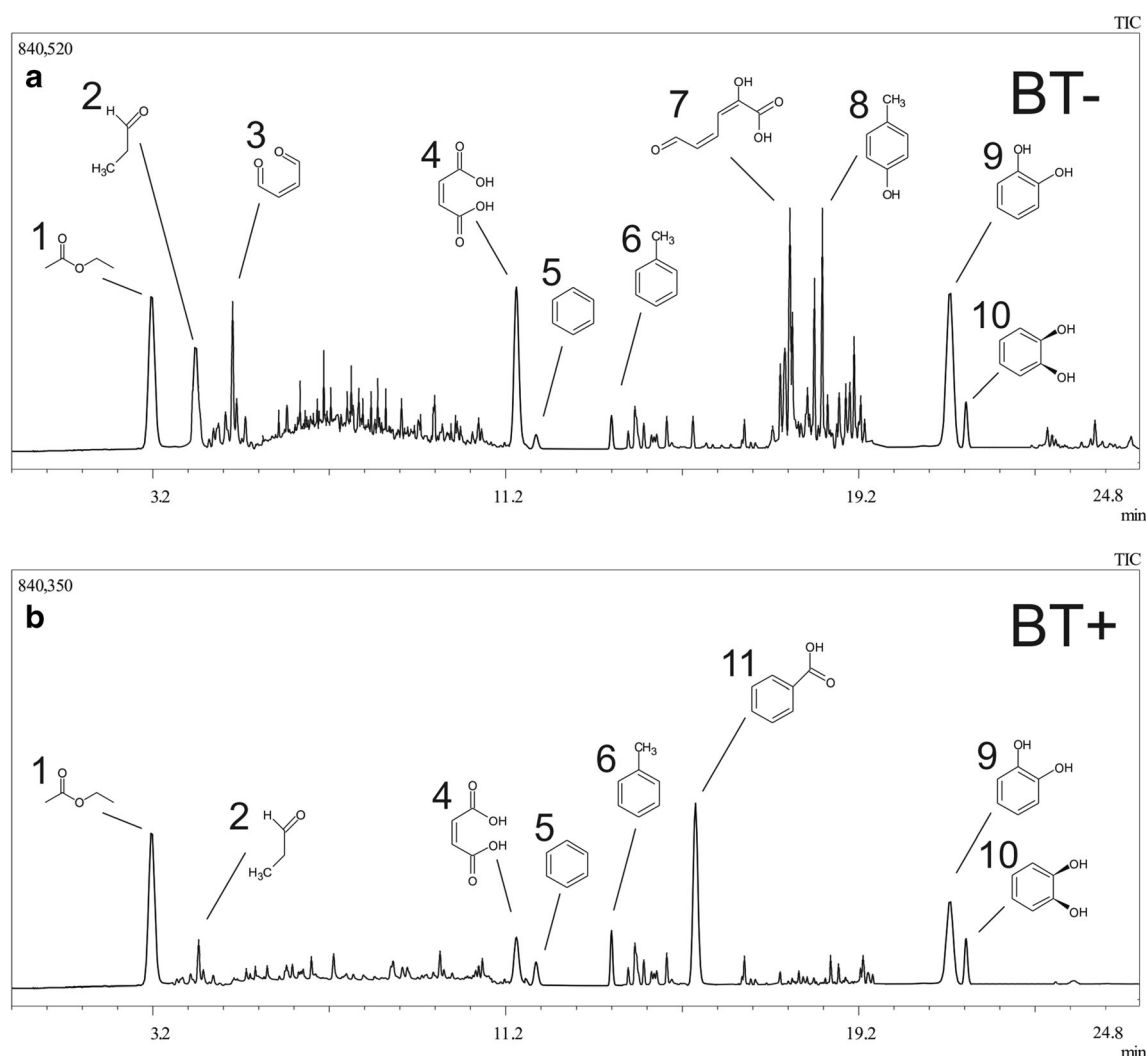 TIC
840,520
a
BT-
1
O
O
2
H
O
H₃C
3
O
O
4
O
OH
OH
O
5
6
CH₃
7
OH
O
OH
O
8
CH₃
OH
9
OH
OH
10
OH
OH
3.2
11.2
19.2
24.8
min
TIC
840,350
b
BT+
1
O
O
2
H
O
H₃C
4
O
OH
OH
O
5
6
CH₃
11
OH
O
9
OH
OH
10
OH
OH
3.2
11.2
19.2
24.8
min